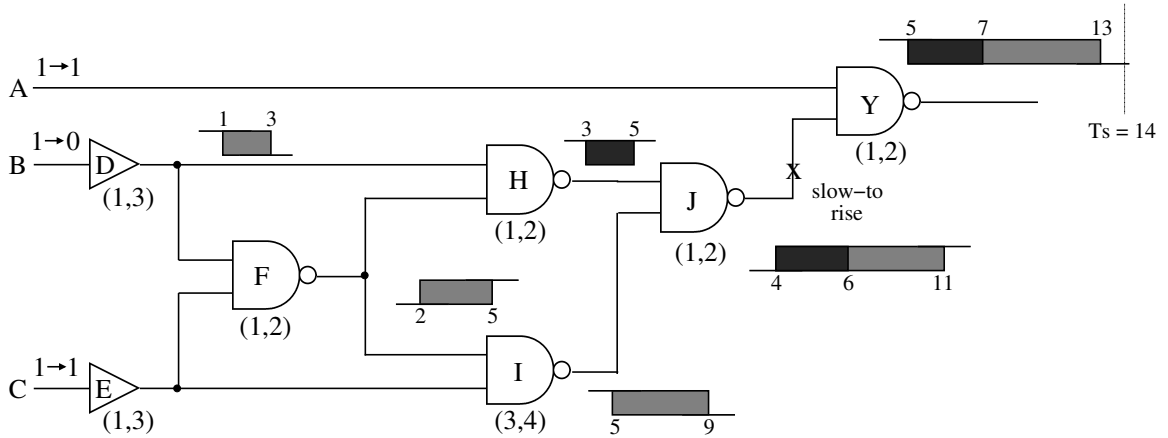 5 7 13
1→1
A
Y
Ts = 14
1→0
1 3
3 5
(1,2)
B
D
H
X
(1,3)
J
slow−to
rise
(1,2)
(1,2)
F
2 5
4 6 11
(1,2)
1→1
I
C
E
(1,3)
(3,4)
5 9